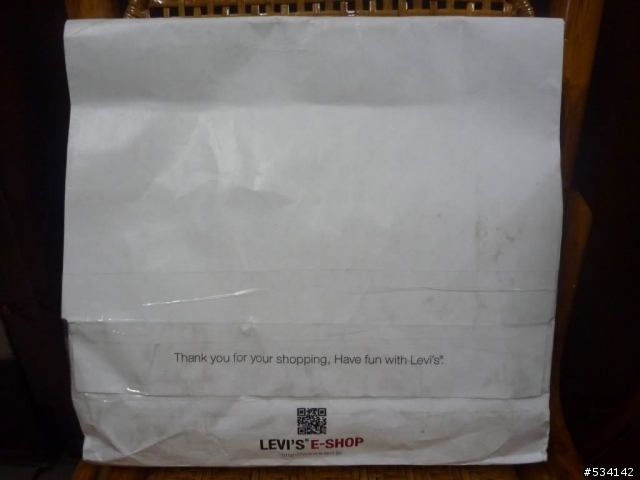 Thank you for your shopping, Have fun with Levi's®.
LEVI'S® E-SHOP
#534142